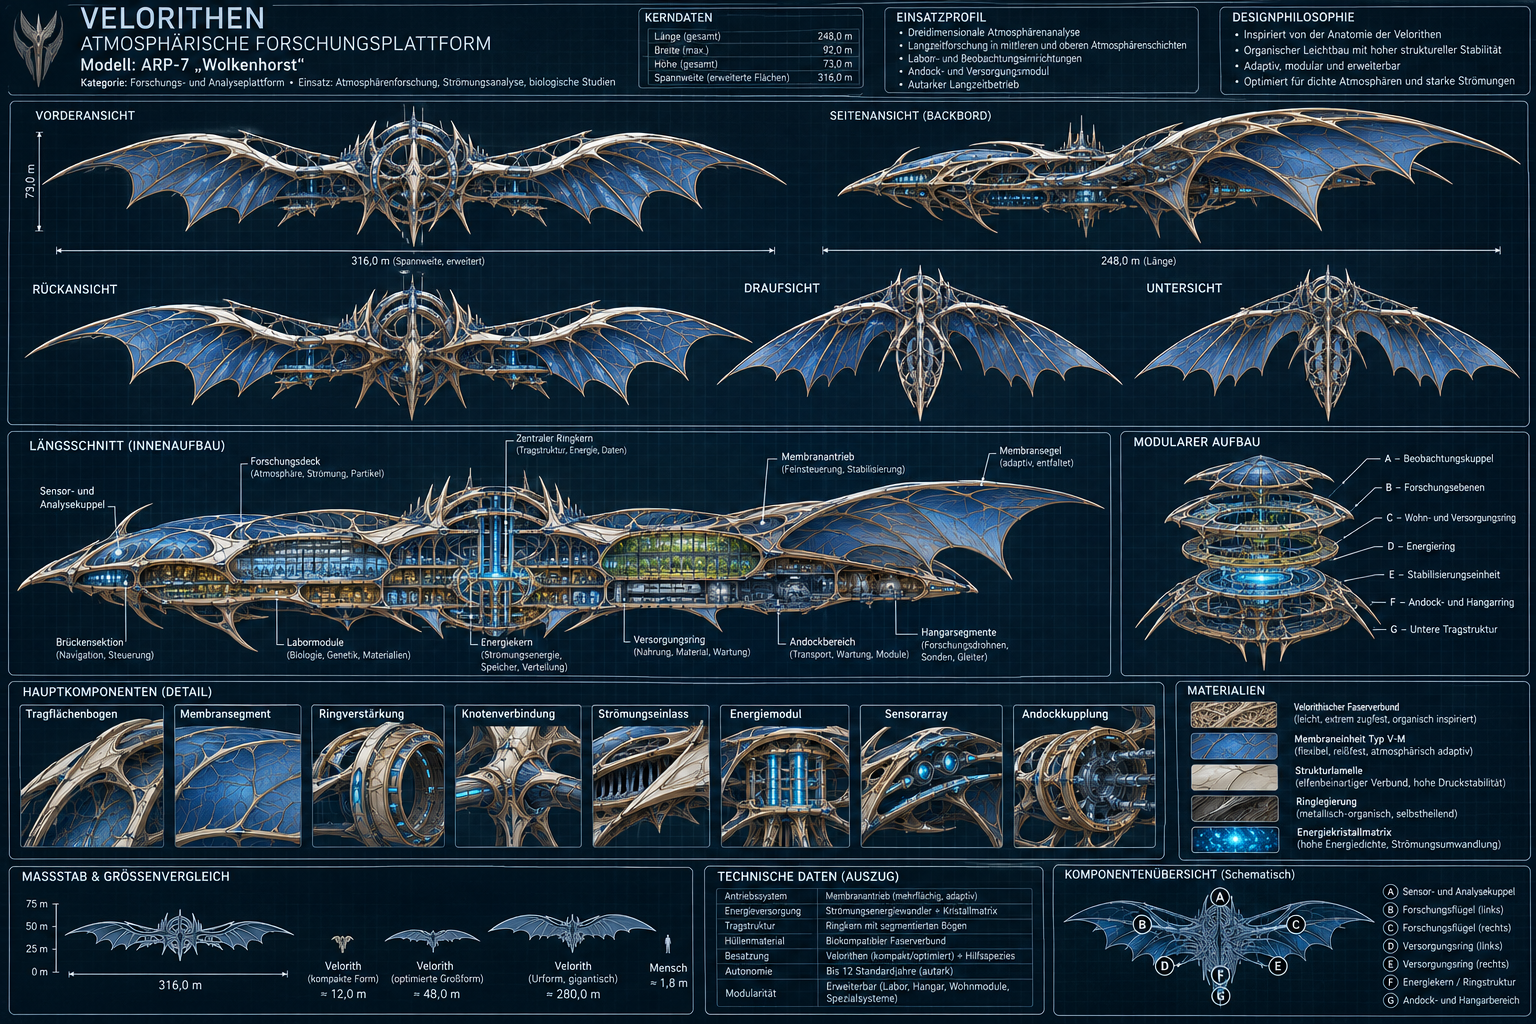 VELORITHEN
ATMOSPHÄRISCHE FORSCHUNGSPLATTFORM
Modell: ARP-7 „Wolkenhorst“
Kategorie: Forschungs- und Analyseplattform • Einsatz: Atmosphärenforschung, Strömungsanalyse, biologische Studien
KERNDATEN
Länge (gesamt) 248,0 m
Breite (max.) 92,0 m
Höhe (gesamt) 73,0 m
Spannweite (erweiterte Flächen) 316,0 m
EINSATZPROFIL
• Dreidimensionale Atmosphärenanalyse
• Langzeitforschung in mittleren und oberen Atmosphärenschichten
• Laborr- und Beobachtungseinrichtungen
• Andock- und Versorgungsmodul
• Autarker Langzeitbetrieb
DESIGNPHILOSOPHIE
• Inspiriert von der Anatomie der Velorithen
• Organischer Leichtbau mit hoher struktureller Stabilität
• Adaptiv, modular und erweiterbar
• Optimiert für dichte Atmosphären und starke Strömungen
VORDERANSICHT
73,0 m
316,0 m (Spannweite, erweitert)
SEITENANSICHT (BACKBORD)
248,0 m (Länge)
RÜCKANSICHT
DRAUFSICHT
UNTERSICHT
LÄNGSSCHNITT (INNENAUFBAU)
Zentraler Ringkern
(Tragstruktur, Energie, Daten)
Forschungsdeck
(Atmosphäre, Strömung, Partikel)
Sensor- und
Analysekuppel
Membranantrieb
(Feinsteuerung, Stabilisierung)
Membransegel
(adaptiv, entfaltet)
Brückensektion
(Navigation, Steuerung)
Labormodule
(Biologie, Genetik, Materialien)
Energiekern
(Strömungsenergie,
Speicher, Verteilung)
Versorgungsring
(Nahrung, Material, Wartung)
Andockbereich
(Transport, Wartung, Module)
Hangarsegmente
(Forschungsdrohnen,
Sonden, Gleiter)
MODULARER AUFBAU
A – Beobachtungskuppel
B – Forschungsebenen
C – Wohn- und Versorgungsring
D – Energiering
E – Stabilisierungseinheit
F – Andock- und Hangarring
G – Untere Tragstruktur
HAUPTKOMPONENTEN (DETAIL)
Tragflächenbogen
Membransegment
Ringverstärkung
Knotenverbindung
Strömungseinlass
Energiemodul
Sensorarray
Andockkupplung
MATERIALIEN
Velorithischer Faserverbund
(leicht, extrem zugfest, organisch inspiriert)
Membraneinheit Typ V-M
(flexibel, reißfest, atmosphärisch adaptiv)
Strukturlamelle
(elfenbeinartiger Verbund, hohe Druckstabilität)
Ringlegierung
(metallisch-organisch, selbstheilend)
Energiekristallmatrix
(hohe Energiedichte, Strömungsumwandlung)
MASSSTAB & GRÖSSENVERGLEICH
75 m
50 m
25 m
0 m
316,0 m
Velorith
(kompakte Form)
≈ 12,0 m
Velorith
(optimierte Großform)
≈ 48,0 m
Velorith
(Urform, gigantisch)
≈ 280,0 m
Mensch
≈ 1,8 m
TECHNISCHE DATEN (AUSZUG)
Antriebssystem Membranantrieb (mehrflächig, adaptiv)
Energieversorgung Strömungsenergiewandler + Kristallmatrix
Tragstruktur Ringkern mit segmentierten Bögen
Hüllenmaterial Biokompatibler Faserverbund
Besatzung Velorithen (kompakt/optimiert) + Hilfsspezies
Autonomie Bis 12 Standardjahre (autark)
Modularität Erweiterbar (Labor, Hangar, Wohnmodule,
Spezialsysteme)
KOMPONENTENÜBERSICHT (Schematisch)
A
B
C
D
E
F
G
A Sensor- und Analysekuppel
B Forschungsflügel (links)
C Forschungsflügel (rechts)
D Versorgungsring (links)
E Versorgungsring (rechts)
F Energiekern / Ringstruktur
G Andock- und Hangarbereich